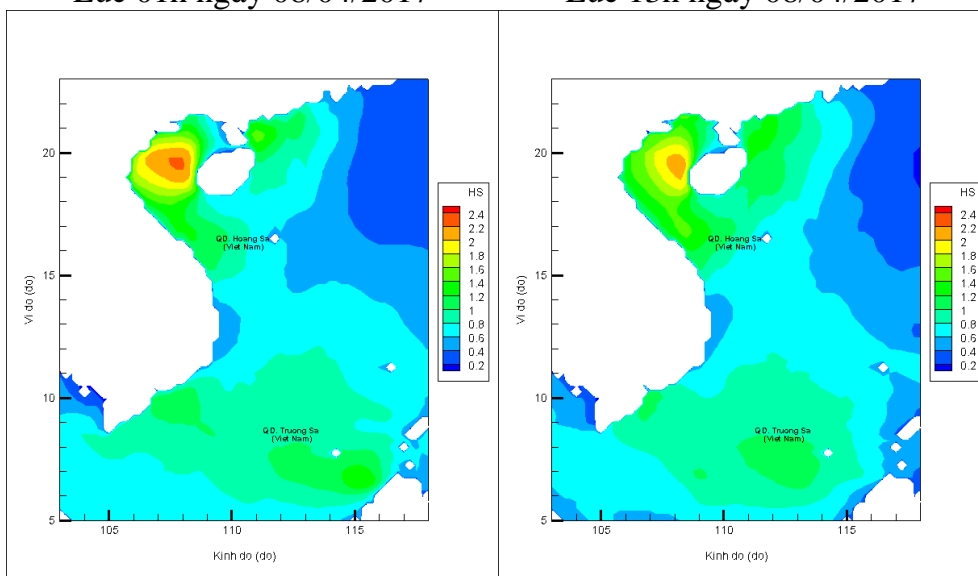 Lúc 01h ngày 08/04/2017
Lúc 13h ngày 08/04/2017
20
15
10
5
105
110
115
Vi do (do)
Kinh do (do)
QD. Hoang Sa
(Viet Nam)
QD. Truong Sa
(Viet Nam)
HS
2.4
2.2
2
1.8
1.6
1.4
1.2
1
0.8
0.6
0.4
0.2
20
15
10
5
105
110
115
Vi do (do)
Kinh do (do)
QD. Hoang Sa
(Viet Nam)
QD. Truong Sa
(Viet Nam)
HS
2.4
2.2
2
1.8
1.6
1.4
1.2
1
0.8
0.6
0.4
0.2